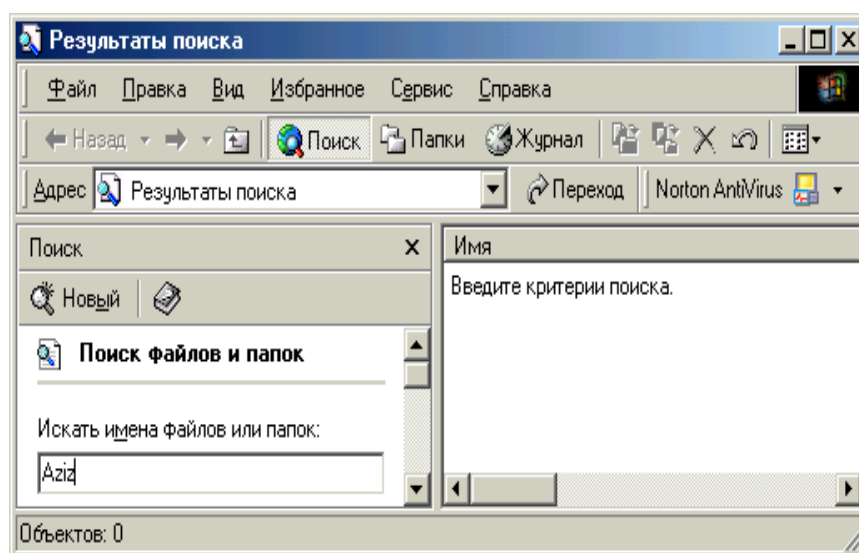 Результаты поиска
Файл Правка Вид Избранное Сервис Справка
Назад Поиск Папки Журнал
Адрес Результаты поиска Переход Norton AntiVirus
Поиск
Имя
Новый
Введите критерии поиска.
Поиск файлов и папок
Искать имена файлов или папок:
Aziz
Объектов: 0